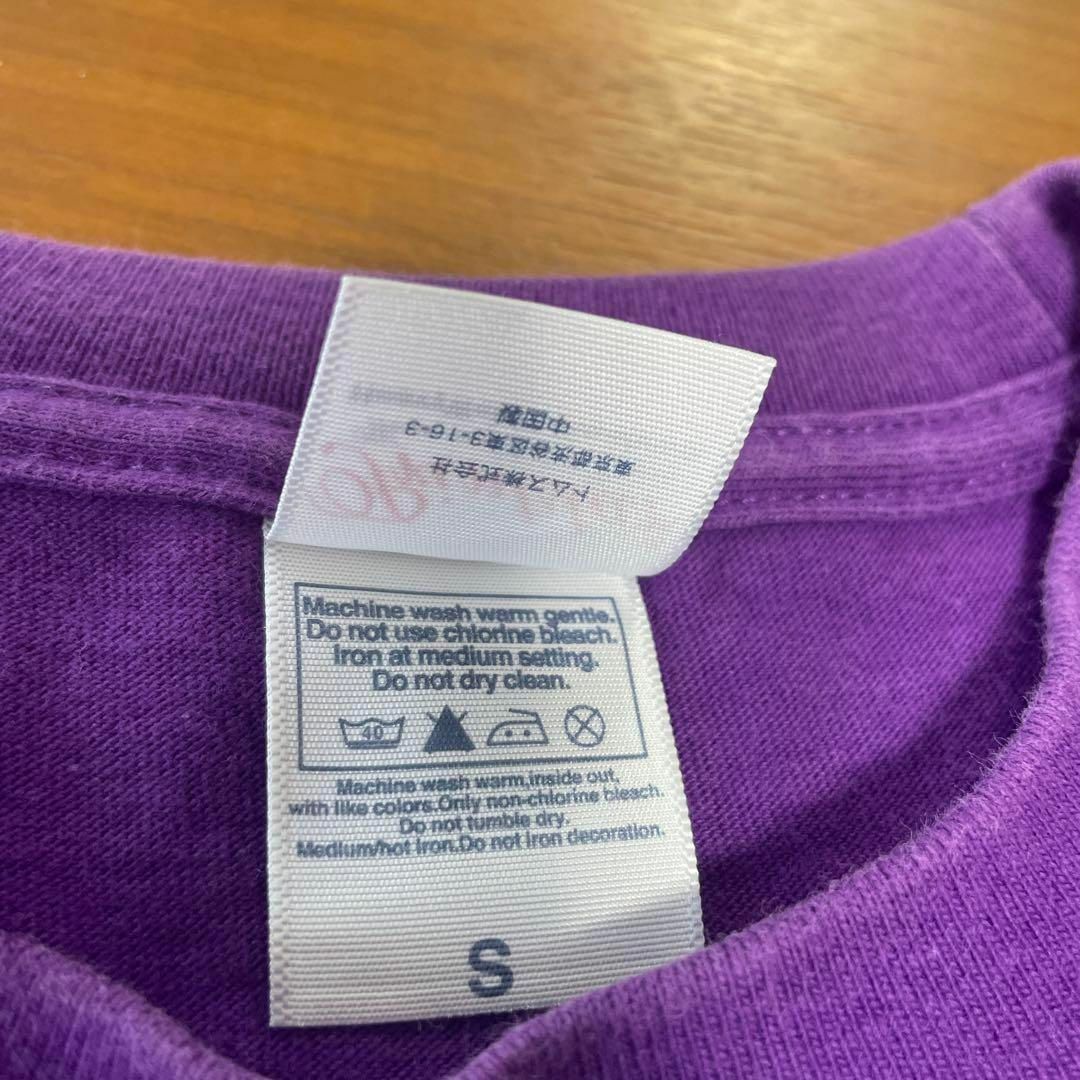 トムス株式会社
東京都渋谷区東3-16-3
中国製
Machine wash warm gentle.
Do not use chlorine bleach.
Iron at medium setting.
Do not dry clean.
40
Machine wash warm.inside out,
with like colors.Only non-chlorine bleach.
Do not tumble dry.
Medium/hot iron.Do not iron decoration.
S